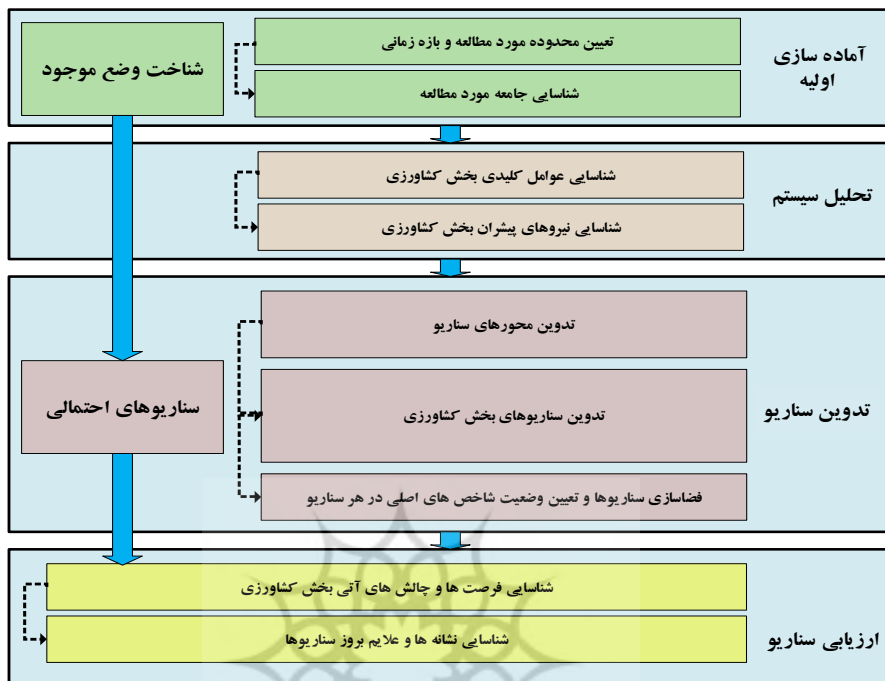 آماده سازی
اولیه
تعیین محدوده مورد مطالعه و بازه زمانی
شناسایی جامعه مورد مطالعه
شناخت وضع موجود
تحلیل سیستم
شناسایی عوامل کلیدی بخش کشاورزی
شناسایی نیروهای پیشران بخش کشاورزی
تدوین سناریو
تدوین محورهای سناریو
تدوین سناریوهای بخش کشاورزی
فضاسازی سناریوها و تعیین وضعیت شاخص های اصلی در هر سناریو
سناریوهای احتمالی
ارزیابی سناریو
شناسایی فرصت ها و چالش های آتی بخش کشاورزی
شناسایی نشانه ها و علایم بروز سناریوها